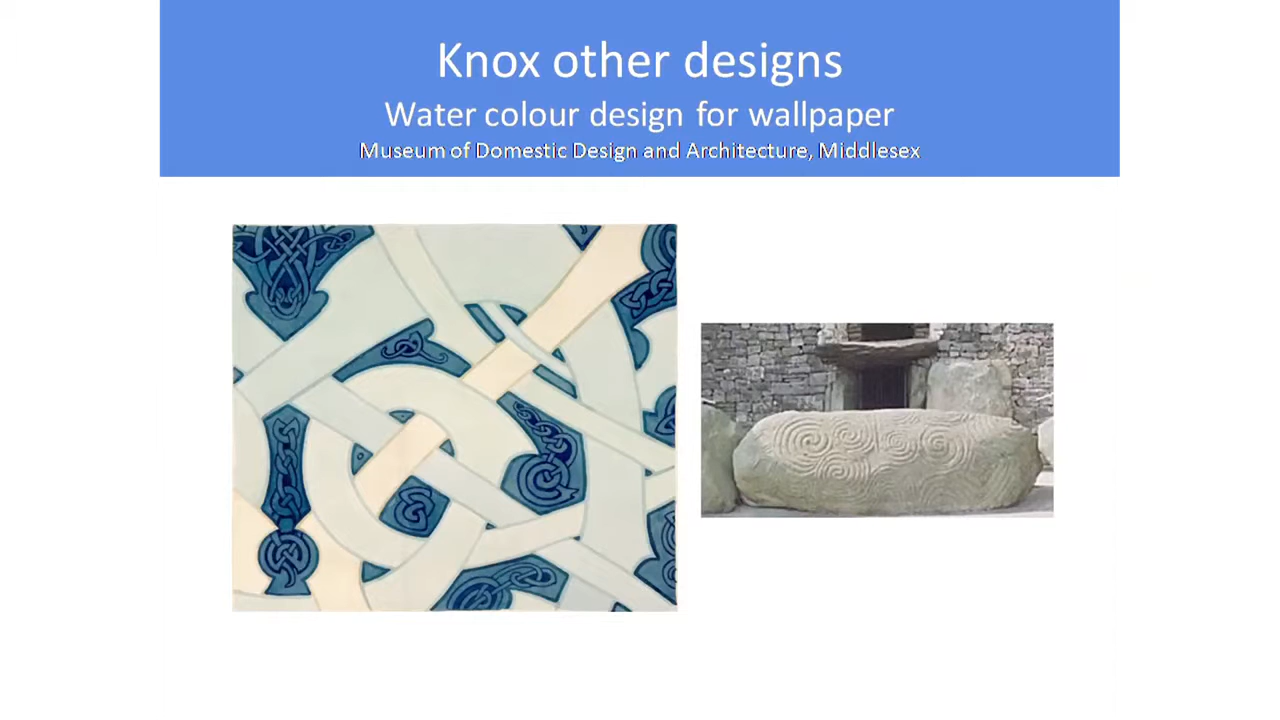 Knox other designs
Water colour design for wallpaper
Museum of Domestic Design and Architecture, Middlesex